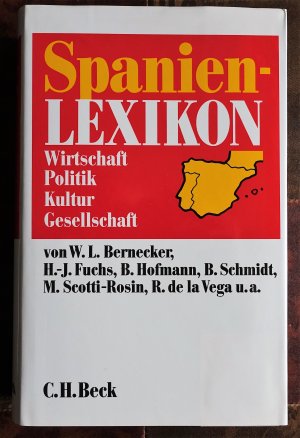 Spanien-
LEXIKON
Wirtschaft
Politik
Kultur
Gesellschaft
von W. L. Bernecker,
H.-J. Fuchs, B. Hofmann, B. Schmidt,
M. Scotti-Rosin, R. de la Vega u. a.
C.H.Beck